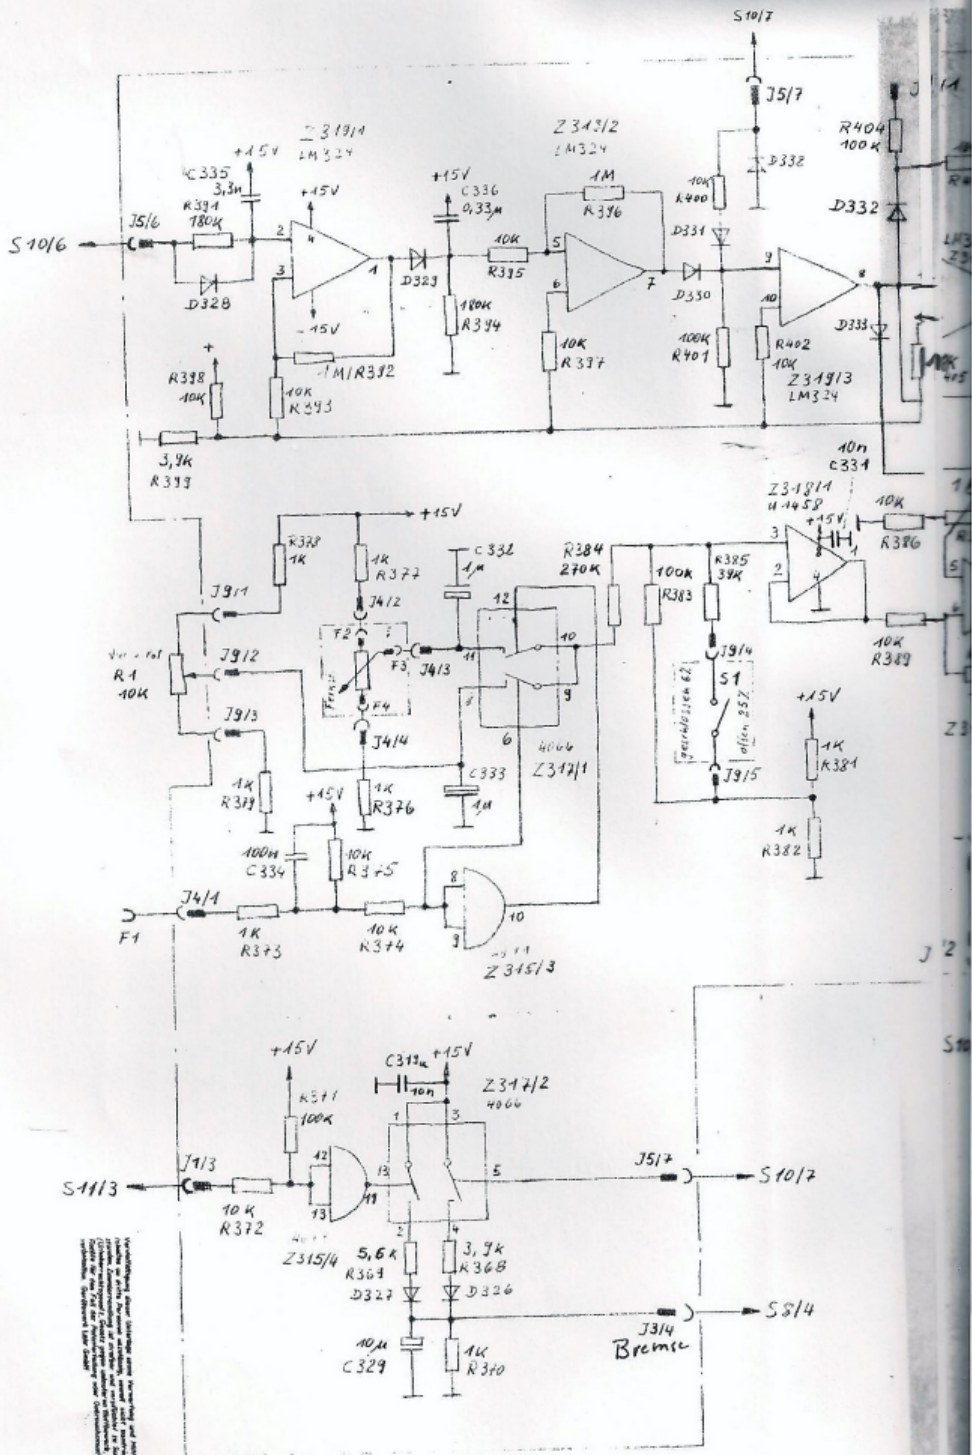 S10/7
J5/7
Z319/1
LM324
Z319/2
LM324
R404
100K
+15V
C335
3,3n
R391
180K
+15V
4
+15V
C336
0,33µ
1M
R396
10K
R400
D338
D332
S10/6
J5/6
2
3
1
D328
D329
10K
R395
5
6
7
D331
D330
9
10
8
D333
-15V
180K
R394
10K
R397
100K
R401
R402
10K
Z319/3
LM324
+
R398
10K
1M/R392
10K
R393
3,9K
R399
10n
C331
Z318/1
+15V
R378
1K
+15V
1K
R377
C332
1µ
R384
270K
100K
R383
R385
39K
3
2
8
4
1
10K
R386
10K
R389
J9/1
J4/2
F2
12
11
10
9
6
F3
J4/3
J9/2
R1
10K
F4
J4/4
J9/3
4066
Z317/1
J9/4
S1
geschlossen 6%
offen 25%
J9/5
+15V
1K
R381
1K
R382
1K
R379
+15V
1K
R376
C333
1µ
100n
C334
10K
R375
J4/1
F1
1K
R373
10K
R374
8
9
10
Z315/3
+15V
C319
10n
+15V
Z317/2
4066
R371
100K
1
3
J1/3
S11/3
10K
R372
12
13
11
13
5
2
4
Z315/4
J5/7
S10/7
5,6K
R369
3,9K
R368
D327
D326
10µ
C329
1K
R370
J3/4
Bremse
S8/4